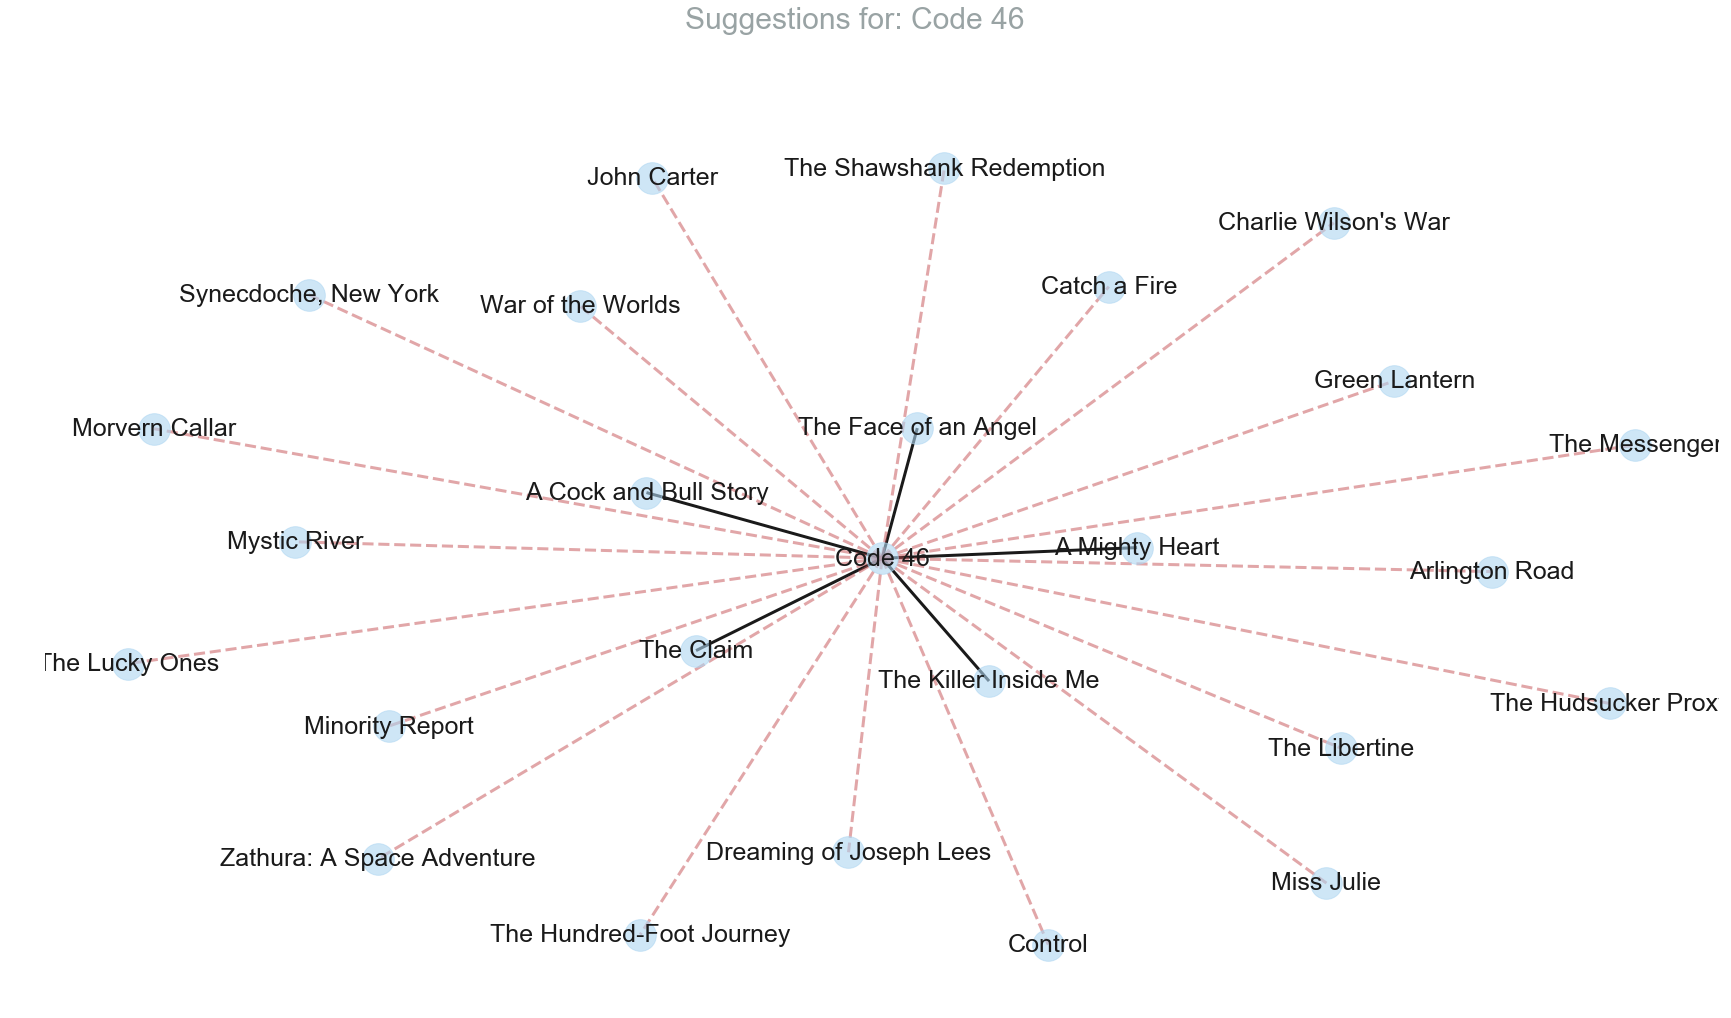 Suggestions for: Code 46
The Shawshank Redemption
John Carter
Charlie Wilson's War
Catch a Fire
Synecdoche, New York
War of the Worlds
Green Lantern
Morvern Callar
The Face of an Angel
The Messenger
A Cock and Bull Story
Mystic River
A Mighty Heart
Code 46
Arlington Road
The Claim
The Lucky Ones
The Killer Inside Me
The Hudsucker Prox
Minority Report
The Libertine
Dreaming of Joseph Lees
Zathura: A Space Adventure
Miss Julie
The Hundred-Foot Journey
Control